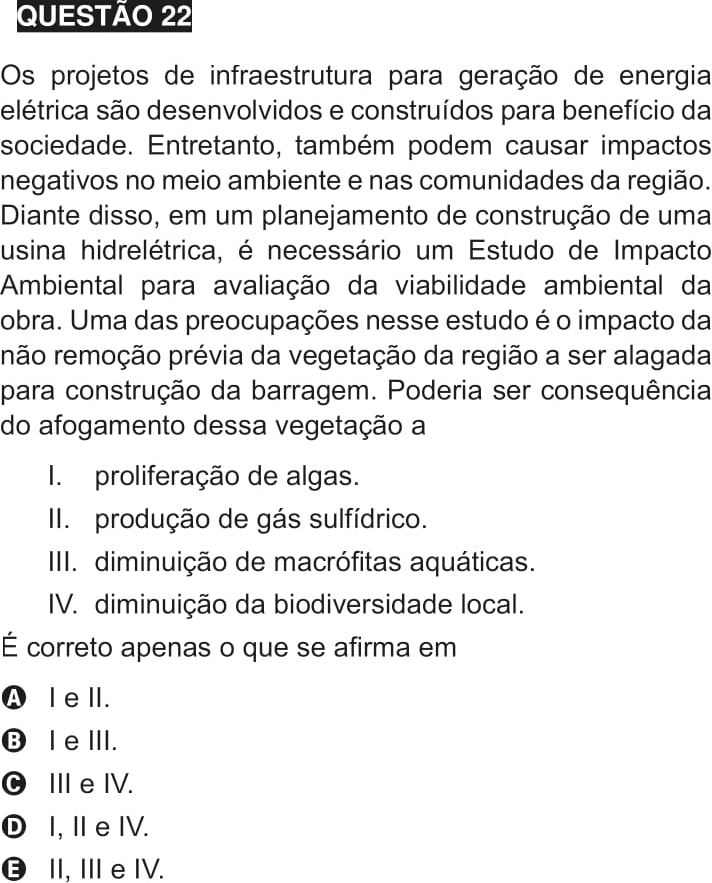 QUESTÃO 22
Os projetos de infraestrutura para geração de energia
elétrica são desenvolvidos e construídos para benefício da
sociedade. Entretanto, também podem causar impactos
negativos no meio ambiente e nas comunidades da região.
Diante disso, em um planejamento de construção de uma
usina hidrelétrica, é necessário um Estudo de Impacto
Ambiental para avaliação da viabilidade ambiental da
obra. Uma das preocupações nesse estudo é o impacto da
não remoção prévia da vegetação da região a ser alagada
para construção da barragem. Poderia ser consequência
do afogamento dessa vegetação a
I. proliferação de algas.
II. produção de gás sulfídrico.
III. diminuição de macrófitas aquáticas.
IV. diminuição da biodiversidade local.
É correto apenas o que se afirma em
A I e II.
B I e III.
C III e IV.
D I, II e IV.
E II, III e IV.